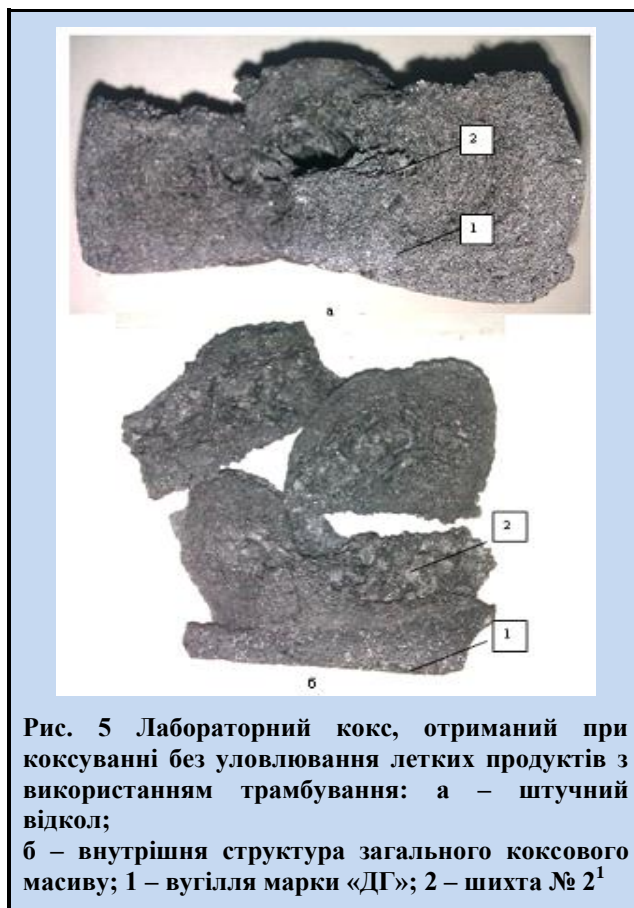 2
1
а
2
1
б
Рис. 5 Лабораторний кокс, отриманий при
коксуванні без уловлювання летких продуктів з
використанням трамбування: а – штучний
відкол;
б – внутрішня структура загального коксового
масиву; 1 – вугілля марки «ДГ»; 2 – шихта № 2¹